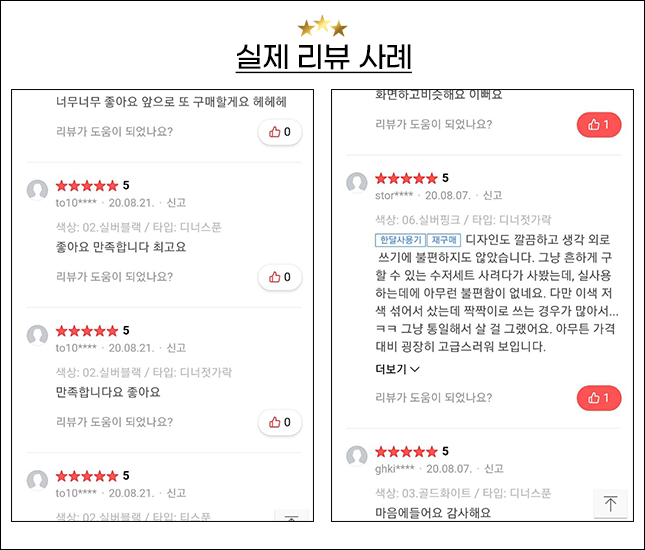 실제 리뷰 사례
너무너무 좋아요 앞으로 또 구매할게요 헤헤헤
리뷰가 도움이 되었나요?
0
5
to10**** · 20.08.21. · 신고
색상: 02.실버블랙 / 타입: 디너스푼
좋아요 만족합니다 최고요
리뷰가 도움이 되었나요?
0
5
to10**** · 20.08.21. · 신고
색상: 02.실버블랙 / 타입: 디너젓가락
만족합니다요 좋아요
리뷰가 도움이 되었나요?
0
5
to10**** · 20.08.21. · 신고
색상: 02.실버블랙 / 타입: 티스푼
화면하고비슷해요 이뻐요
리뷰가 도움이 되었나요?
1
5
stor**** · 20.08.07. · 신고
색상: 06.실버핑크 / 타입: 디너젓가락
한달사용기 재구매 디자인도 깔끔하고 생각 외로
쓰기에 불편하지도 않았습니다. 그냥 흔하게 구
할 수 있는 수저세트 사려다가 사봤는데, 실사용
하는데에 아무런 불편함이 없네요. 다만 이색 저
색 섞어서 샀는데 짝짝이로 쓰는 경우가 많아서...
ㅋㅋ 그냥 통일해서 살 걸 그랬어요. 아무튼 가격
대비 굉장히 고급스러워 보입니다.
더보기
리뷰가 도움이 되었나요?
1
5
ghki**** · 20.08.07. · 신고
색상: 03.골드화이트 / 타입: 디너스푼
마음에들어요 감사해요